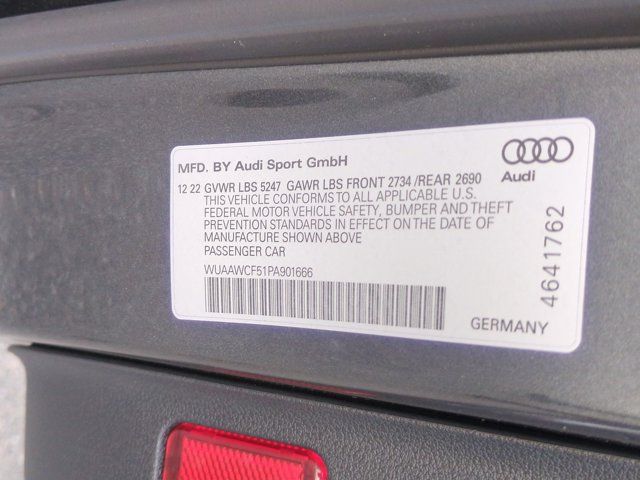 MFD. BY Audi Sport GmbH
12 22 GVWR LBS 5247 GAWR LBS FRONT 2734 /REAR 2690
THIS VEHICLE CONFORMS TO ALL APPLICABLE U.S.
FEDERAL MOTOR VEHICLE SAFETY, BUMPER AND THEFT
PREVENTION STANDARDS IN EFFECT ON THE DATE OF
MANUFACTURE SHOWN ABOVE
PASSENGER CAR
WUAAWCF51PA901666
Audi
4641762
GERMANY